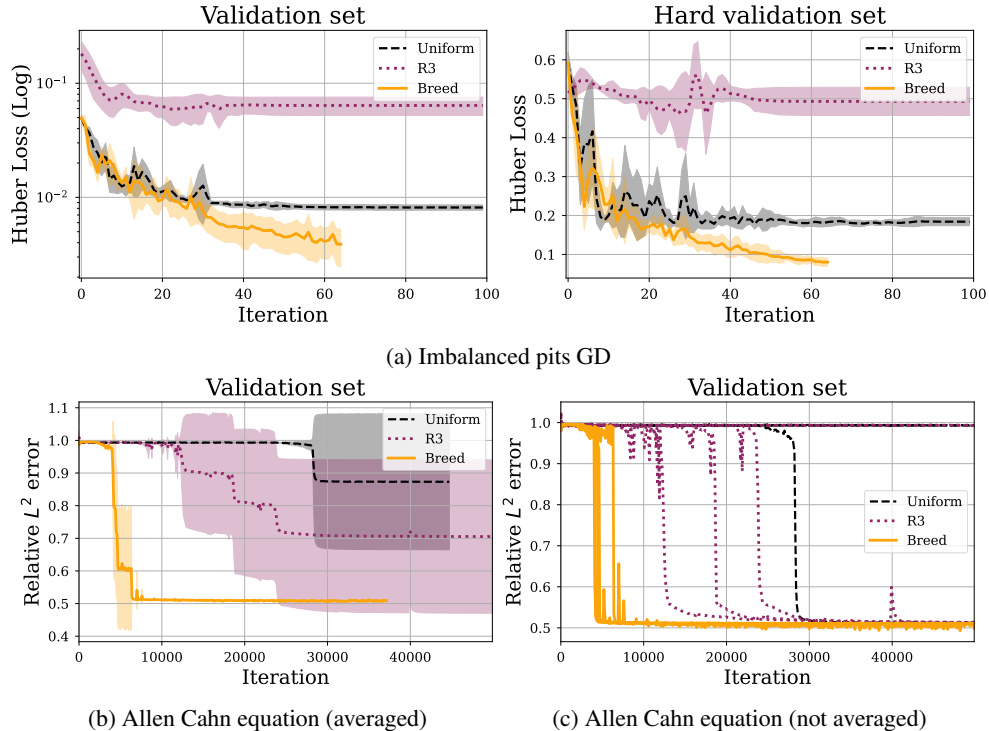 Validation set
Hard validation set
Huber Loss (Log)
10⁻¹
10⁻²
Uniform
R3
Breed
0 20 40 60 80 100
Iteration
Huber Loss
0.6
0.5
0.4
0.3
0.2
0.1
Uniform
R3
Breed
0 20 40 60 80 100
Iteration
(a) Imbalanced pits GD
Validation set
Validation set
Relative L² error
1.1
1.0
0.9
0.8
0.7
0.6
0.5
0.4
Uniform
R3
Breed
0 10000 20000 30000 40000
Iteration
Relative L² error
1.0
0.9
0.8
0.7
0.6
0.5
Uniform
R3
Breed
0 10000 20000 30000 40000
Iteration
(b) Allen Cahn equation (averaged)
(c) Allen Cahn equation (not averaged)